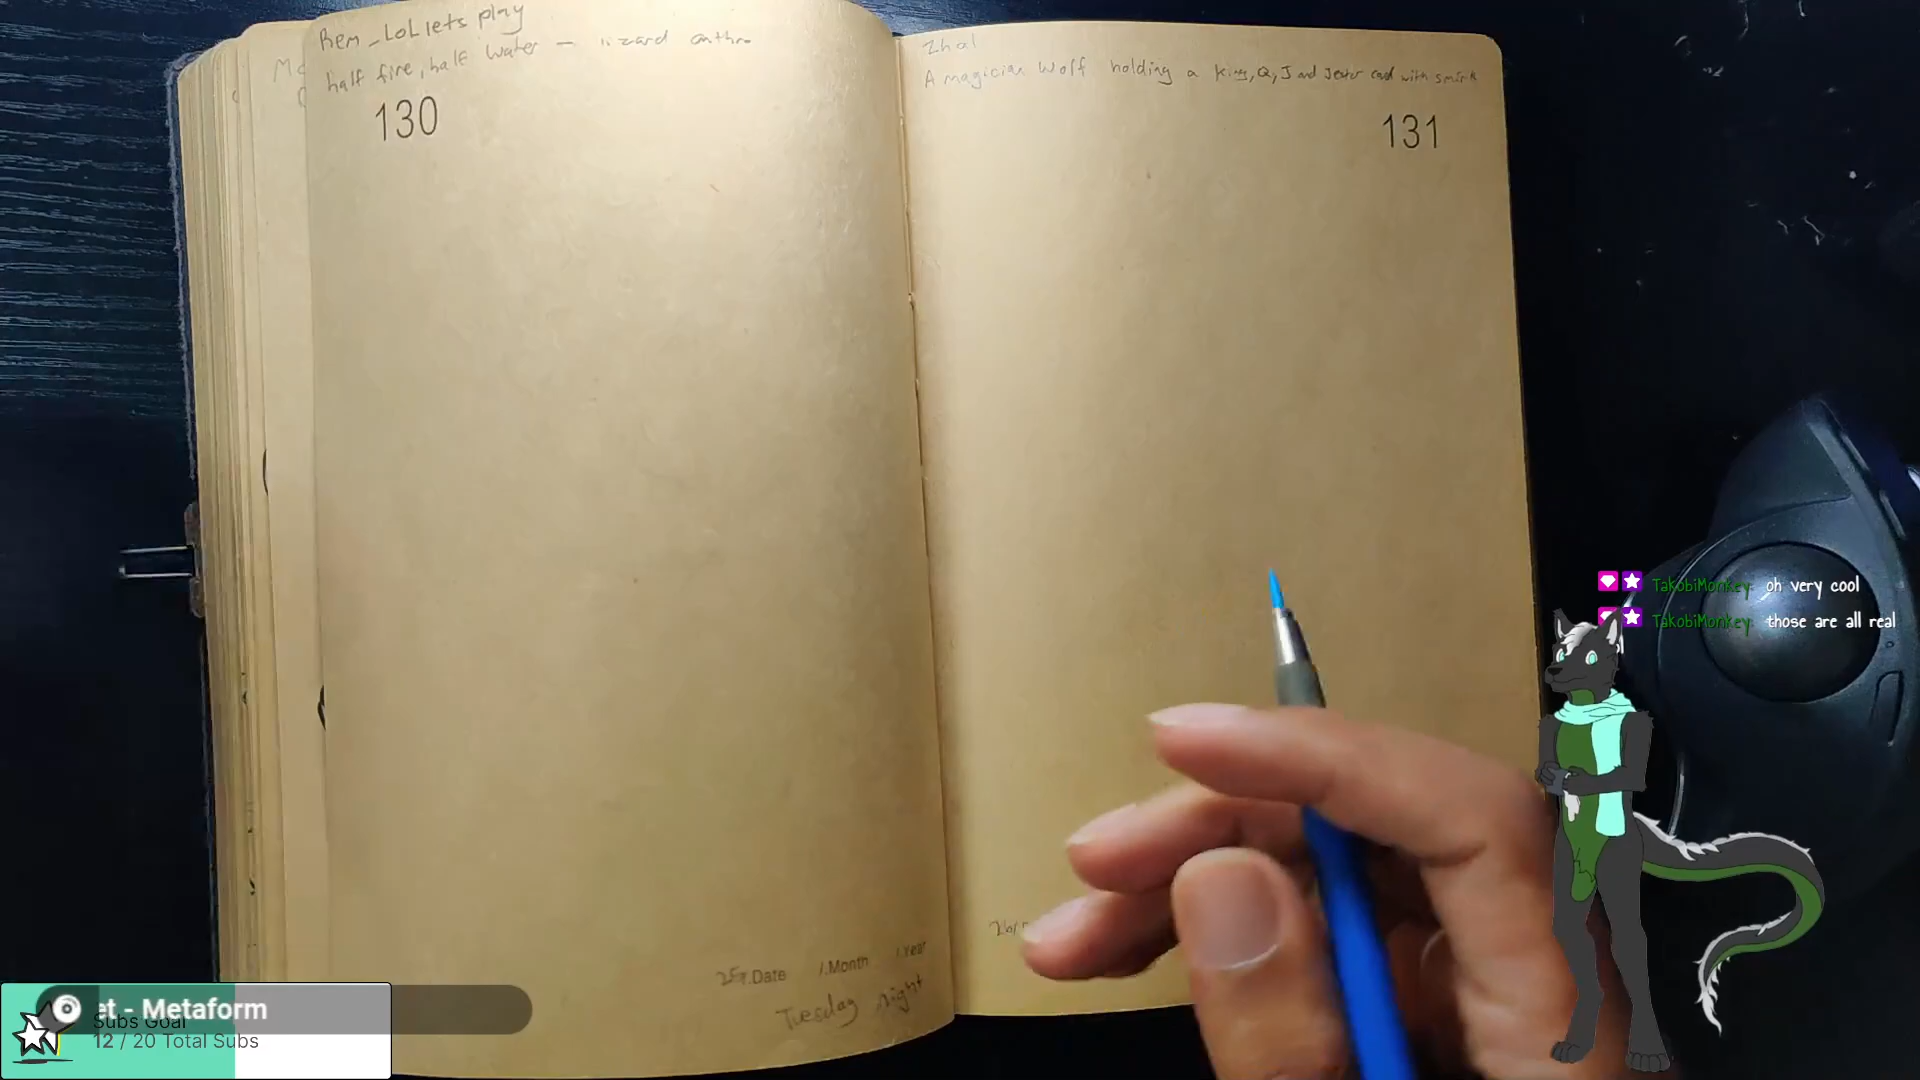 Rem_LoL lets play
half fire, half water - lizard anthro
130
Zhal
A magician wolf holding a King, Q, J and Jester card with smirk
131
TakobiMonkey: oh very cool
TakobiMonkey: those are all real
.Date /.Month /.Year
Tuesday night
et - Metaform
Subs Goal
12 / 20 Total Subs